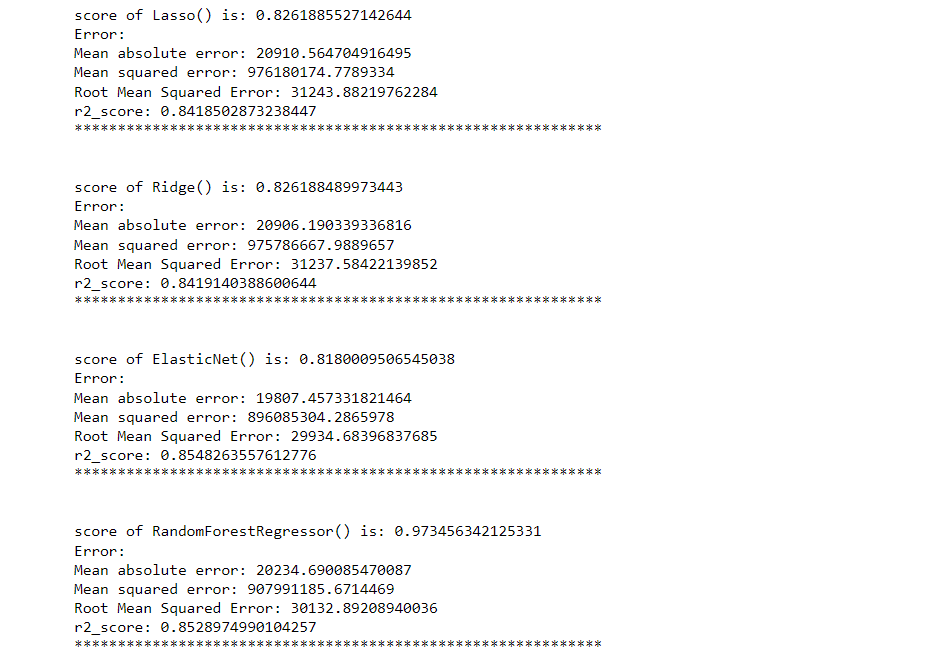 score of Lasso() is: 0.8261885527142644
Error:
Mean absolute error: 20910.564704916495
Mean squared error: 976180174.7789334
Root Mean Squared Error: 31243.88219762284
r2_score: 0.8418502873238447
*************************************************************
score of Ridge() is: 0.826188489973443
Error:
Mean absolute error: 20906.190339336816
Mean squared error: 975786667.9889657
Root Mean Squared Error: 31237.58422139852
r2_score: 0.8419140388600644
*************************************************************
score of ElasticNet() is: 0.8180009506545038
Error:
Mean absolute error: 19807.457331821464
Mean squared error: 896085304.2865978
Root Mean Squared Error: 29934.68396837685
r2_score: 0.8548263557612776
*************************************************************
score of RandomForestRegressor() is: 0.973456342125331
Error:
Mean absolute error: 20234.690085470087
Mean squared error: 907991185.6714469
Root Mean Squared Error: 30132.89208940036
r2_score: 0.8528974990104257
*************************************************************